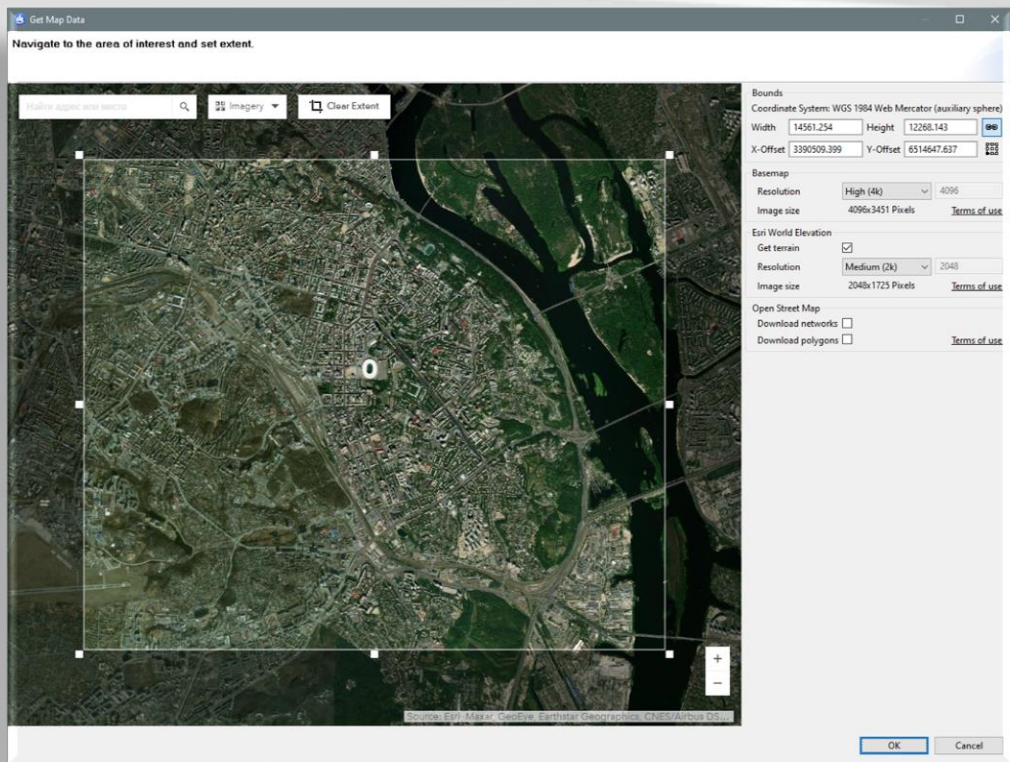 Get Map Data
Navigate to the area of interest and set extent.
Найти адрес или место
Imagery
Clear Extent
Bounds
Coordinate System: WGS 1984 Web Mercator (auxiliary sphere)
Width 14561.254 Height 12268.143
X-Offset 3390509.399 Y-Offset 6514647.637
Basemap
Resolution High (4k) 4096
Image size 4096x3451 Pixels Terms of use
Esri World Elevation
Get terrain
Resolution Medium (2k) 2048
Image size 2048x1725 Pixels Terms of use
Open Street Map
Download networks
Download polygons Terms of use
+
−
Source: Esri, Maxar, GeoEye, Earthstar Geographics, CNES/Airbus DS...
OK Cancel